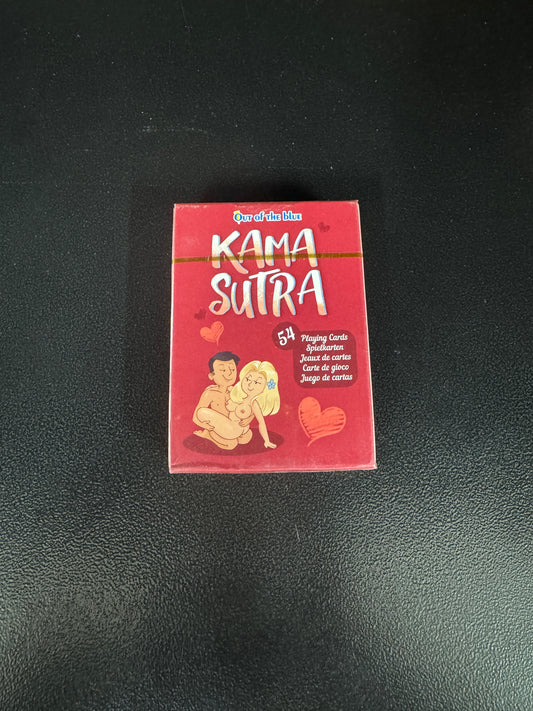 Out of the blue
KAMA
SUTRA
54
Playing Cards
Spielkarten
Jeaux de cartes
Carte de gioco
Juego de cartas